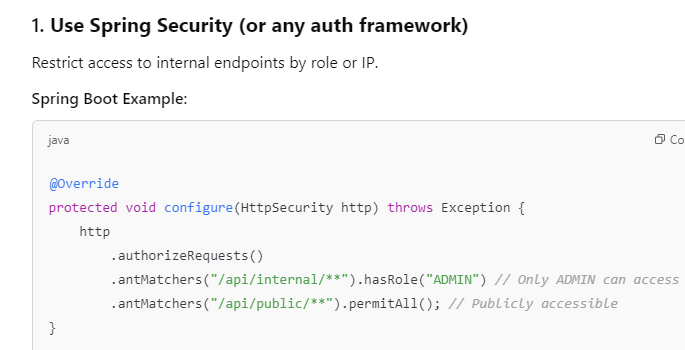 1. Use Spring Security (or any auth framework)
Restrict access to internal endpoints by role or IP.
Spring Boot Example:
java
Co
@Override
protected void configure(HttpSecurity http) throws Exception {
    http
        .authorizeRequests()
        .antMatchers("/api/internal/**").hasRole("ADMIN") // Only ADMIN can access
        .antMatchers("/api/public/**").permitAll(); // Publicly accessible
}